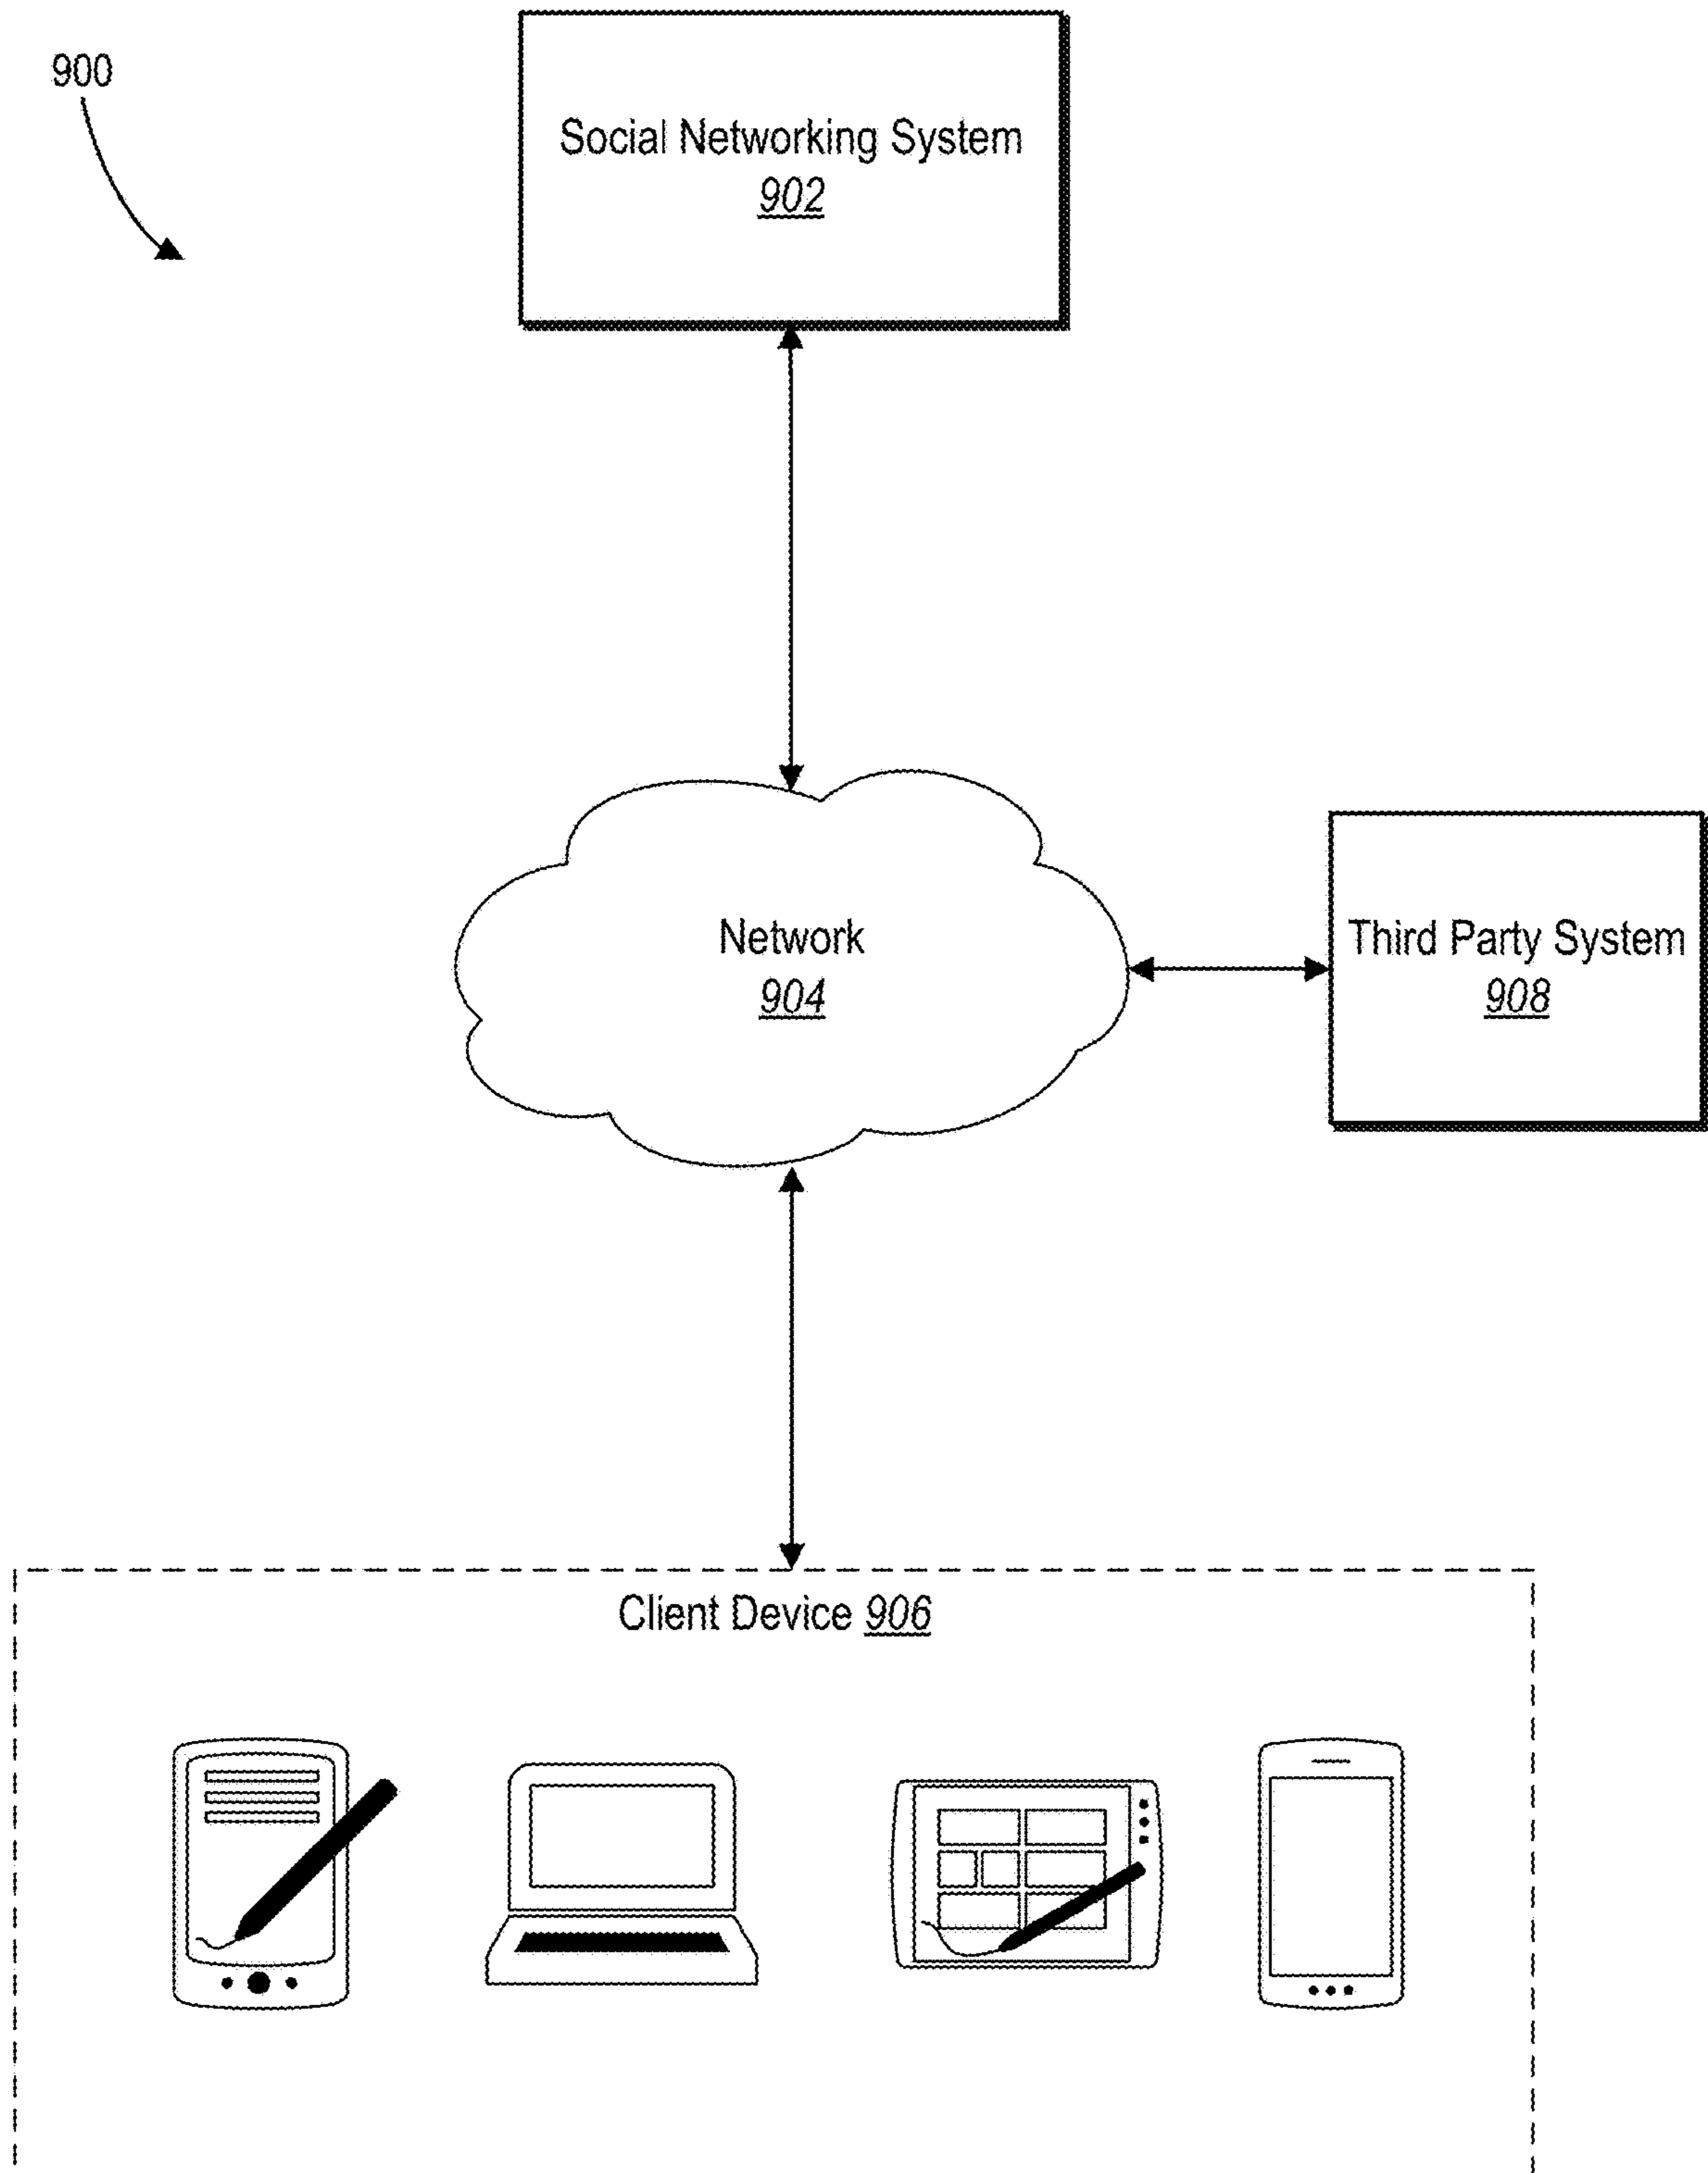 900
Social Networking System
902
Network
904
Third Party System
908
Client Device 906